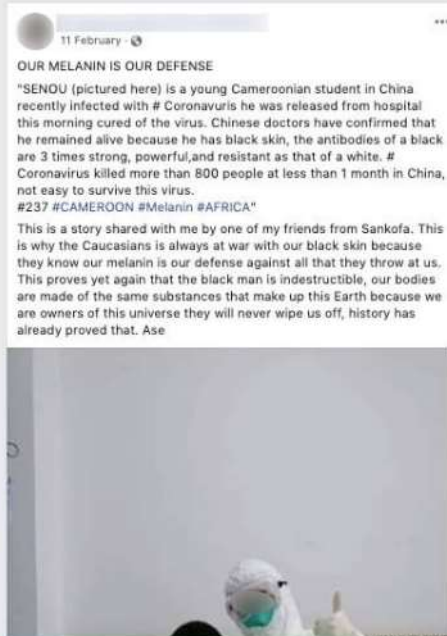 11 February
OUR MELANIN IS OUR DEFENSE
"SENOU (pictured here) is a young Cameroonian student in China
recently infected with # Coronavuris he was released from hospital
this morning cured of the virus. Chinese doctors have confirmed that
he remained alive because he has black skin, the antibodies of a black
are 3 times strong, powerful,and resistant as that of a white. #
Coronavirus killed more than 800 people at less than 1 month in China,
not easy to survive this virus.
#237 #CAMEROON #Melanin #AFRICA"
This is a story shared with me by one of my friends from Sankofa. This
is why the Caucasians is always at war with our black skin because
they know our melanin is our defense against all that they throw at us.
This proves yet again that the black man is indestructible, our bodies
are made of the same substances that make up this Earth because we
are owners of this universe they will never wipe us off, history has
already proved that. Ase